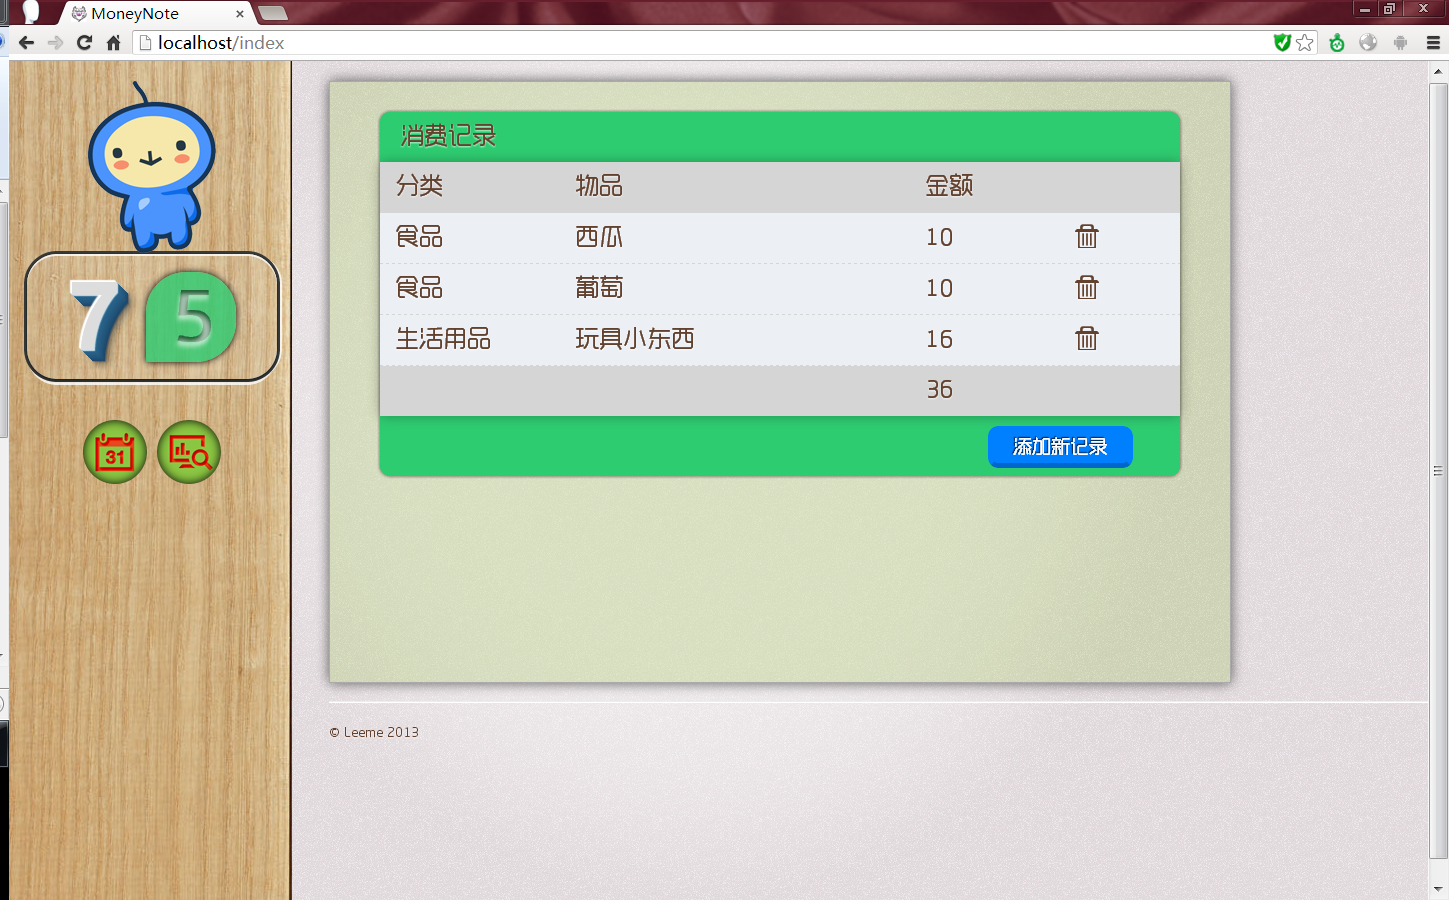 MoneyNote
localhost/index
7 5
31
消费记录
分类 物品 金额
食品 西瓜 10
食品 葡萄 10
生活用品 玩具小东西 16
36
添加新记录
© Leeme 2013